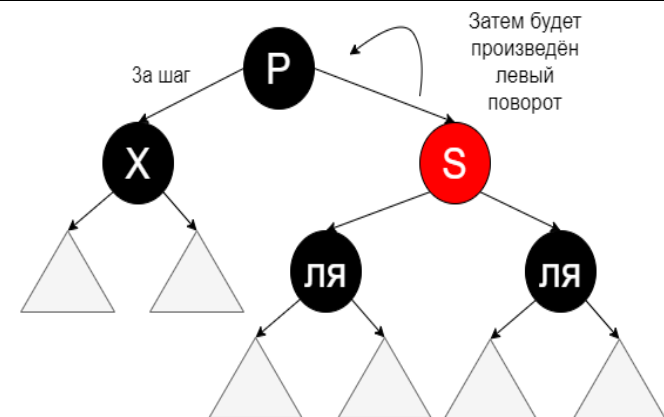 Затем будет
произведён
левый
поворот
За шаг
P
X
S
ля
ля